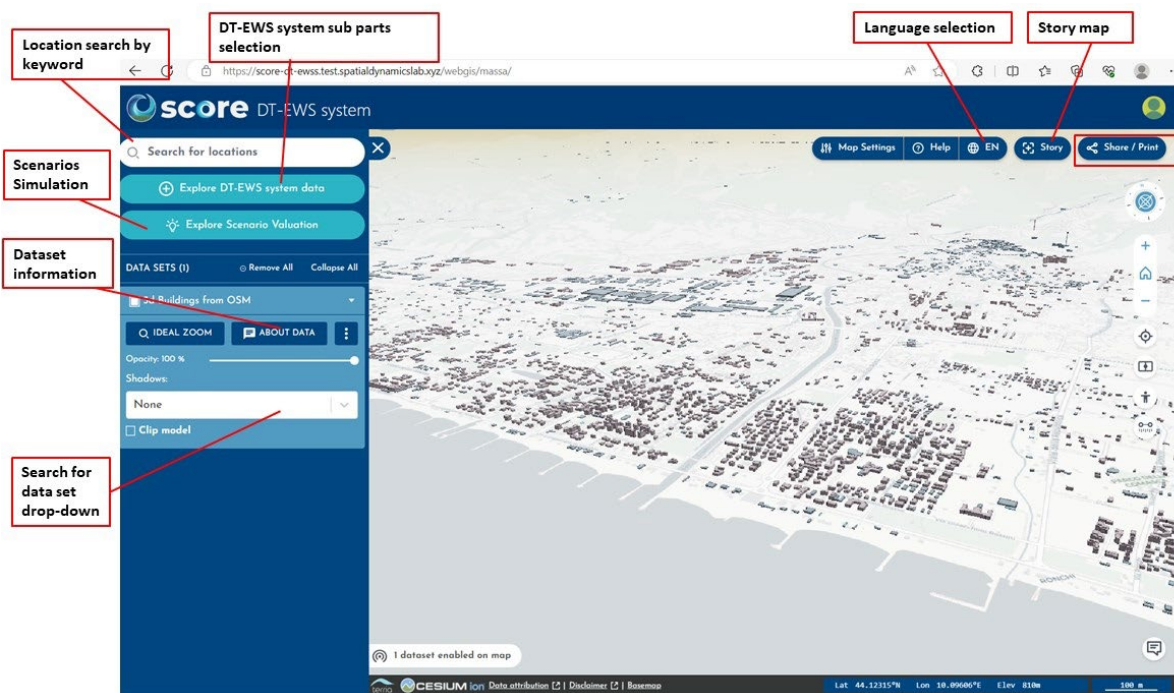 DT-EWS system sub parts
selection
Language selection
Story map
Location search by
keyword
https://score-dt-ewss.test.spatialdynamicslab.xyz/webgis/massa/
score DT-EWS system
Search for locations
Map Settings
Help
EN
Story
Share / Print
Scenarios
Simulation
Explore DT-EWS system data
Explore Scenario Valuation
Dataset
information
DATA SETS (1)
Remove All
Collapse All
3d Buildings from OSM
IDEAL ZOOM
ABOUT DATA
Opacity: 100 %
Shadows:
None
Clip model
Search for
data set
drop-down
RONCHI
1 dataset enabled on map
terria
CESIUM ion Data attribution | Disclaimer | Basemap
Lat 44.12315°N Lon 10.09606°E Elev 810m
100 m